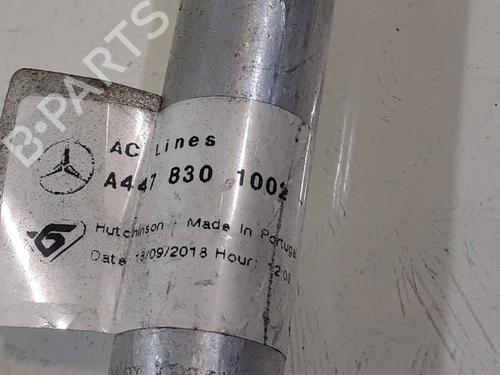 B-PARTS
AC Lines
A447 830 1002
Hutchinson Made In Portugal
Date: 18/09/2018 Hour: